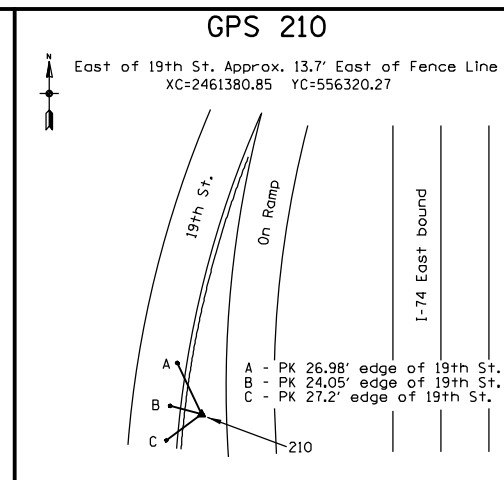 GPS 210
N
East of 19th St. Approx. 13.7' East of Fence Line
XC=2461380.85 YC=556320.27
19th St.
On Ramp
I-74 East bound
A
A - PK 26.98' edge of 19th St.
B - PK 24.05' edge of 19th St.
B
C - PK 27.2' edge of 19th St.
C
210